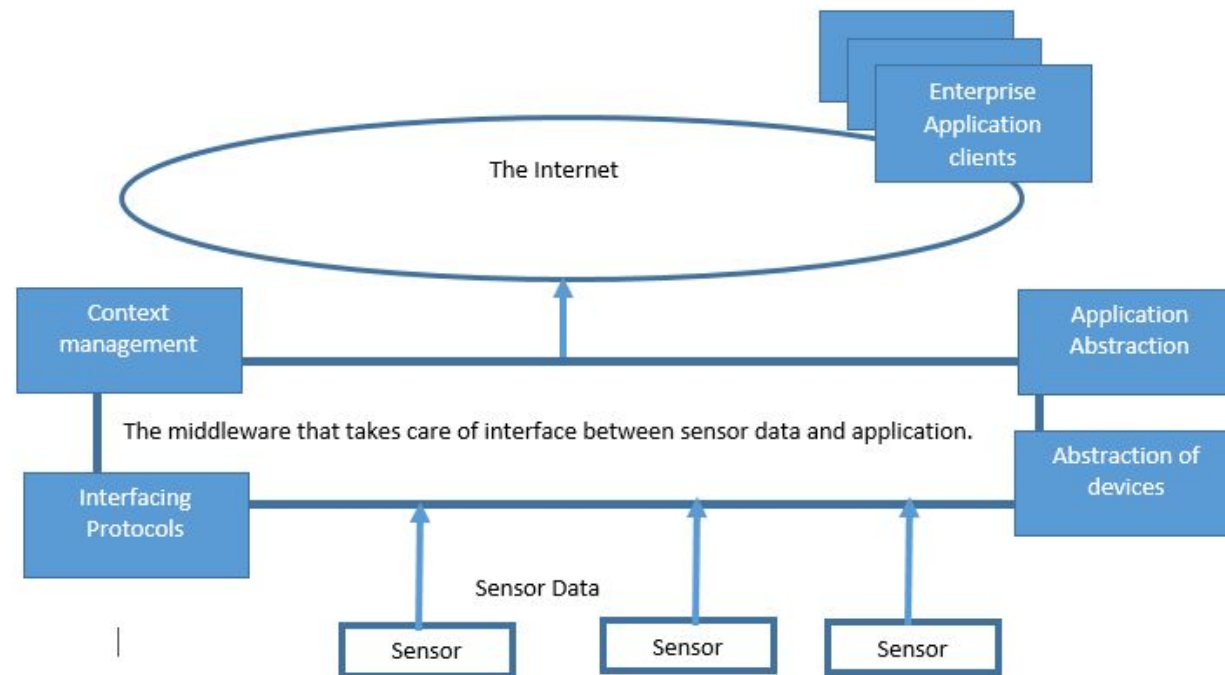 Enterprise
Application
clients
The Internet
Context
management
Application
Abstraction
The middleware that takes care of interface between sensor data and application.
Interfacing
Protocols
Abstraction of
devices
Sensor Data
Sensor
Sensor
Sensor